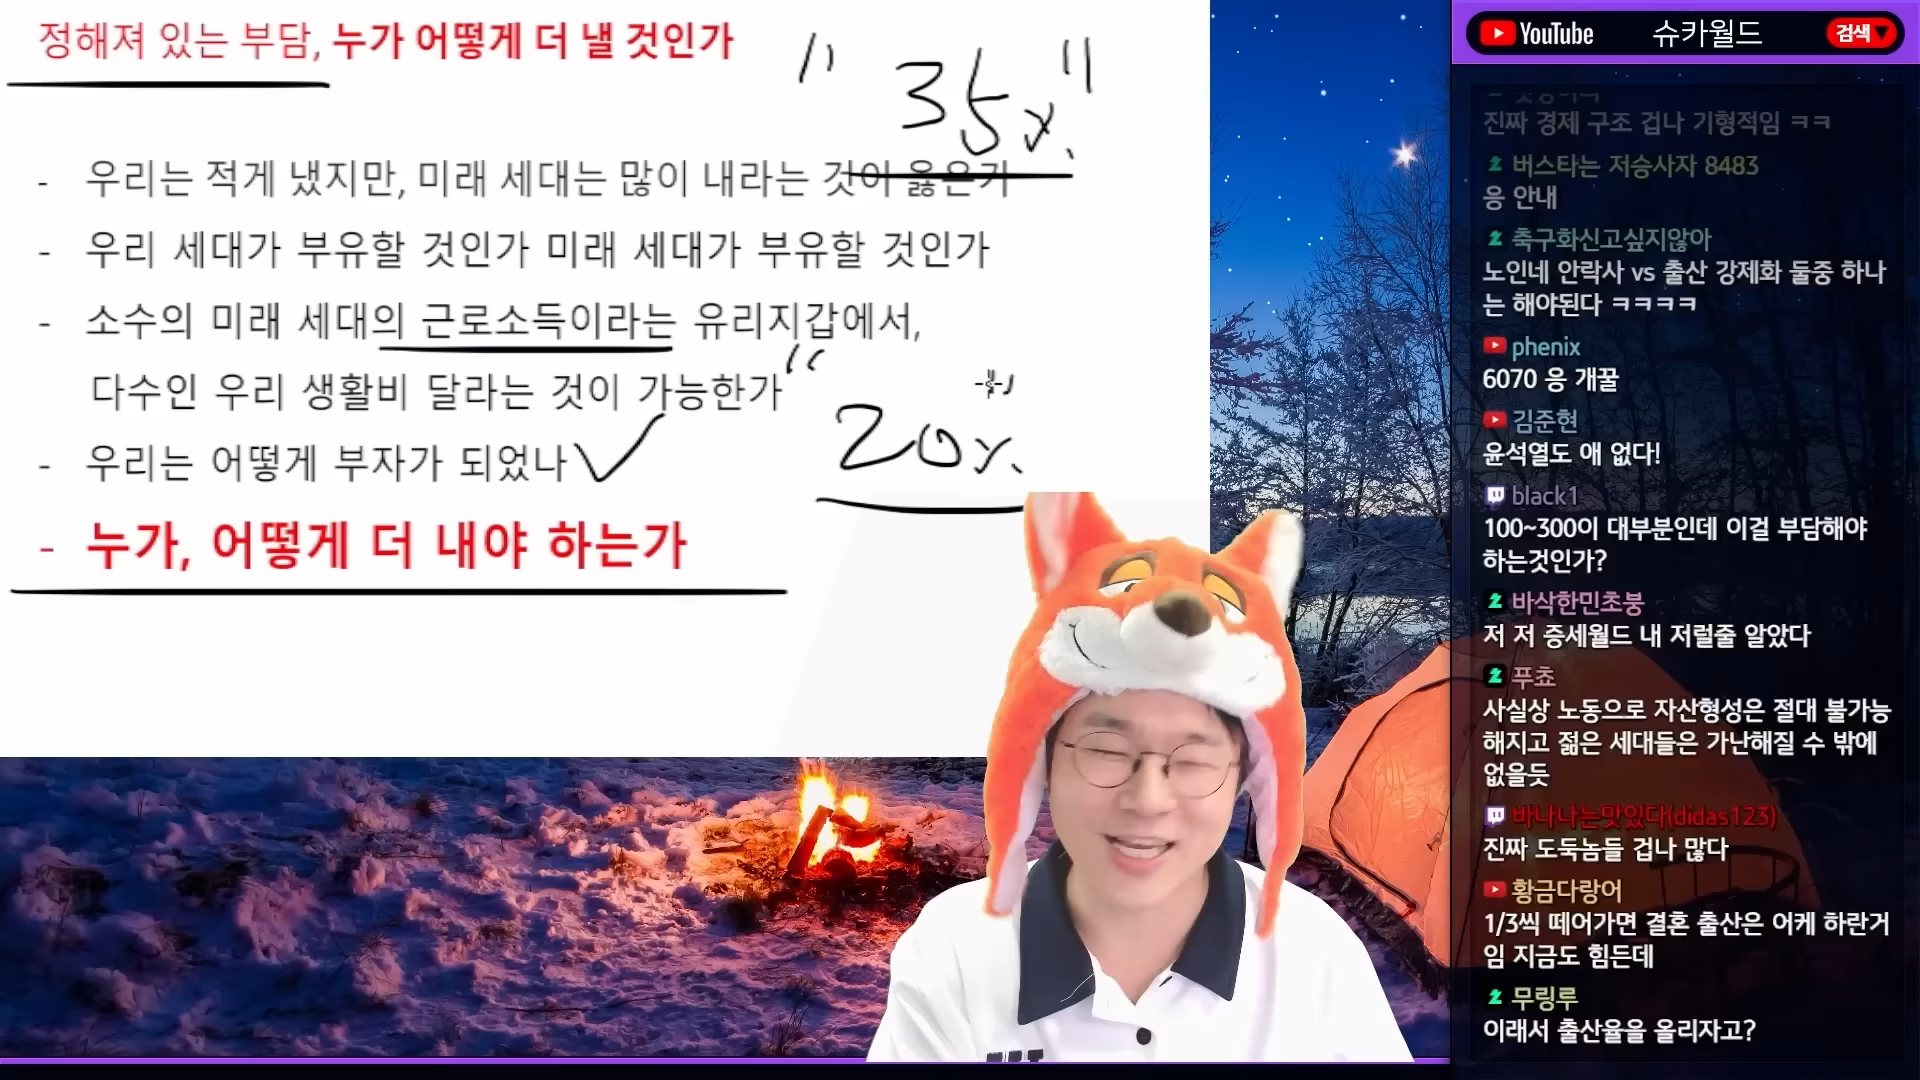 정해져 있는 부담, 누가 어떻게 더 낼 것인가
"35%"
- 우리는 적게 냈지만, 미래 세대는 많이 내라는 것이 옳은가
- 우리 세대가 부유할 것인가 미래 세대가 부유할 것인가
- 소수의 미래 세대의 근로소득이라는 유리지갑에서,
다수인 우리 생활비 달라는 것이 가능한가
"20%"
- 우리는 어떻게 부자가 되었나
- 누가, 어떻게 더 내야 하는가
YouTube 슈카월드 검색
진짜 경제 구조 겁나 기형적임 ㅋㅋ
버스타는 저승사자 8483
응 안내
축구화신고싶지않아
노인네 안락사 vs 출산 강제화 둘중 하나
는 해야된다 ㅋㅋㅋㅋ
phenix
6070 응 개꿀
김준현
윤석열도 애 없다!
black1
100~300이 대부분인데 이걸 부담해야
하는것인가?
바삭한민초붕
저 저 증세월드 내 저럴줄 알았다
푸쵸
사실상 노동으로 자산형성은 절대 불가능
해지고 젋은 세대들은 가난해질 수 밖에
없을듯
바나나는맛있다(didas123)
진짜 도둑놈들 겁나 많다
황금다랑어
1/3씩 떼어가면 결혼 출산은 어케 하란거
임 지금도 힘든데
무링루
이래서 출산율을 올리자고?